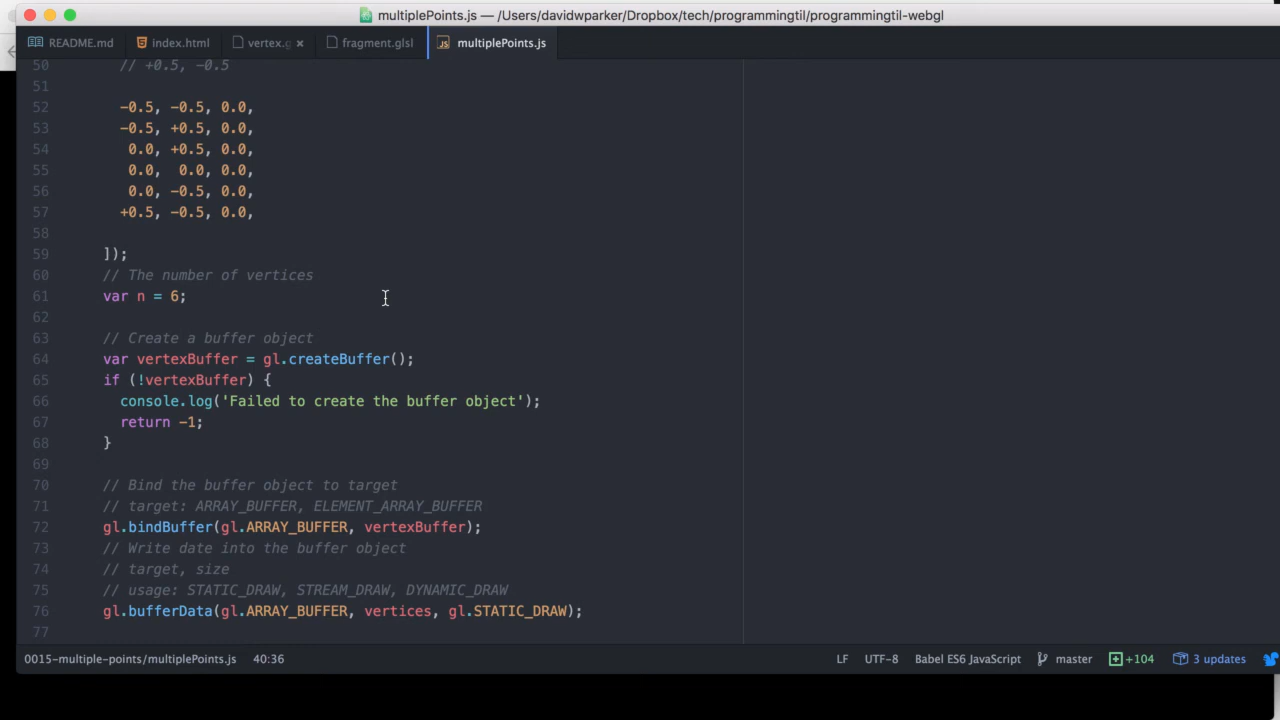 multiplePoints.js — /Users/davidwparker/Dropbox/tech/programmingtil/programmingtil-webgl
README.md index.html vertex.g × fragment.glsl multiplePoints.js
50 // +0.5, -0.5
51
52 -0.5, -0.5, 0.0,
53 -0.5, +0.5, 0.0,
54 0.0, +0.5, 0.0,
55 0.0, 0.0, 0.0,
56 0.0, -0.5, 0.0,
57 +0.5, -0.5, 0.0,
58
59 ]);
60 // The number of vertices
61 var n = 6;
62
63 // Create a buffer object
64 var vertexBuffer = gl.createBuffer();
65 if (!vertexBuffer) {
66 console.log('Failed to create the buffer object');
67 return -1;
68 }
69
70 // Bind the buffer object to target
71 // target: ARRAY_BUFFER, ELEMENT_ARRAY_BUFFER
72 gl.bindBuffer(gl.ARRAY_BUFFER, vertexBuffer);
73 // Write date into the buffer object
74 // target, size
75 // usage: STATIC_DRAW, STREAM_DRAW, DYNAMIC_DRAW
76 gl.bufferData(gl.ARRAY_BUFFER, vertices, gl.STATIC_DRAW);
77
0015-multiple-points/multiplePoints.js 40:36 LF UTF-8 Babel ES6 JavaScript master +104 3 updates